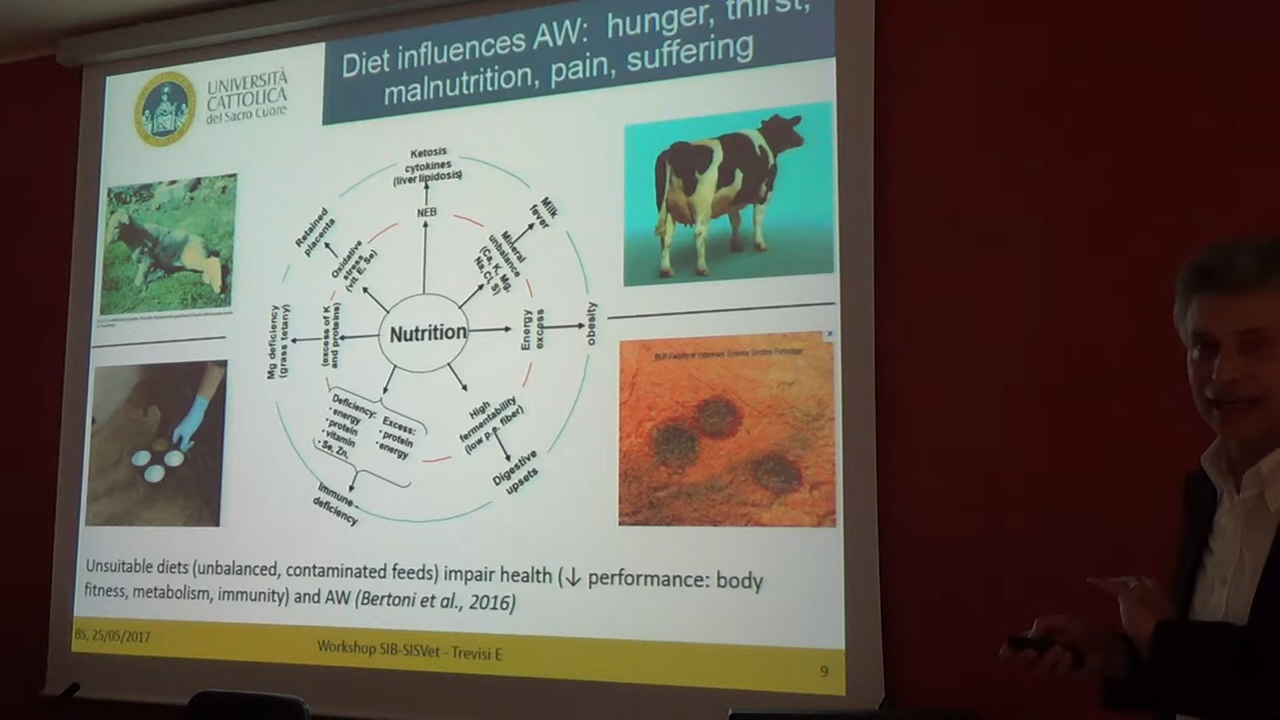 UNIVERSITÀ
CATTOLICA
del Sacro Cuore
Diet influences AW: hunger, thirst,
malnutrition, pain, suffering
Ketosis
cytokines
(liver lipidosis)
NEB
Milk
fever
Mineral
unbalance
(Ca, K, Mg,
Na, Cl, S)
Retained
placenta
Oxidative
stress
(vit. E, Se)
Mg deficiency
(grass tetany)
(excess of K
and proteins)
Nutrition
Energy
excess
obesity
Deficiency:
•energy
•protein
•vitamin
•Se, Zn,
Excess:
•protein
•energy
Immune-
deficiency
High
fermentability
(low p.e. fiber)
Digestive
upsets
Unsuitable diets (unbalanced, contaminated feeds) impair health (↓ performance: body
fitness, metabolism, immunity) and AW (Bertoni et al., 2016)
BS, 25/05/2017
Workshop SIB-SISVet - Trevisi E
9